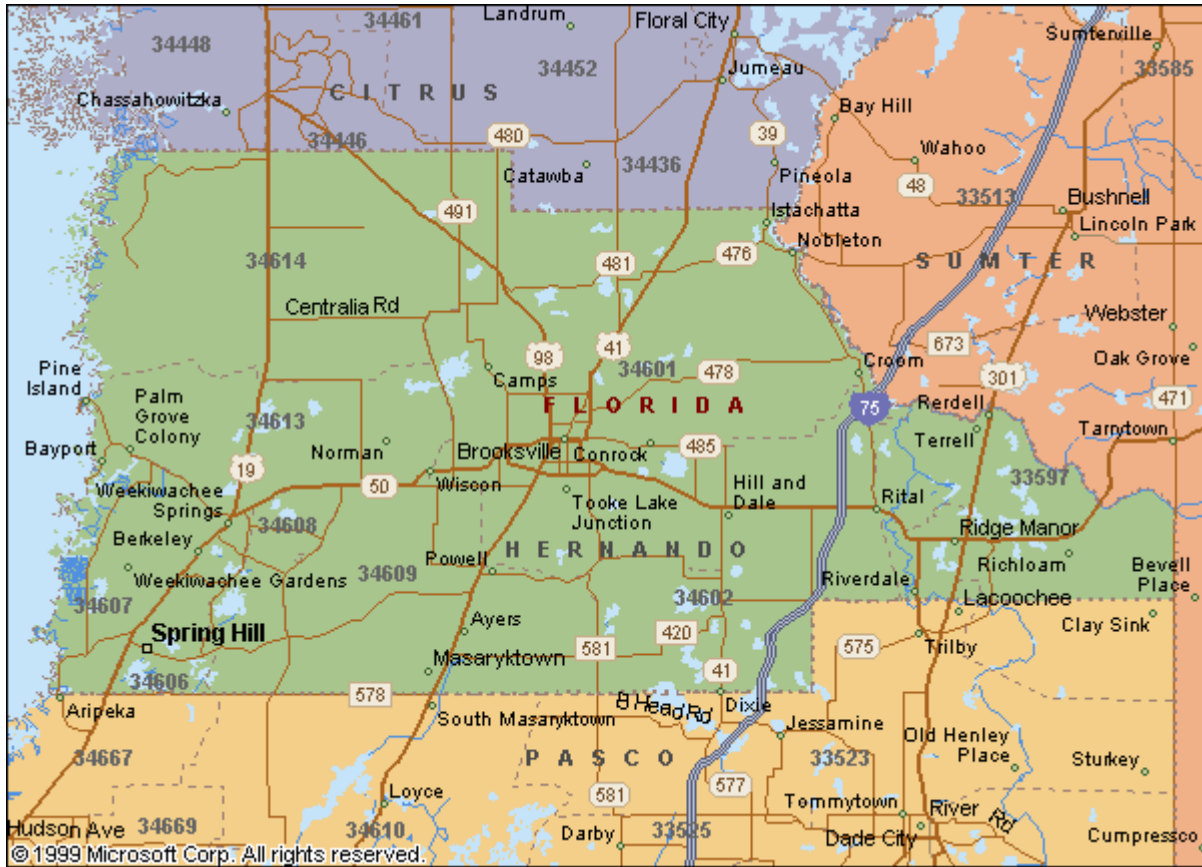 34461
Landrum
Floral City
Sumterville
34448
34452
33585
Jumeau
CITRUS
Chassahowitzka
Bay Hill
34446
480
39
Wahoo
Catawba
34436
Pineola
48
33513
Bushnell
491
Istachatta
Lincoln Park
Nobleton
34614
481
476
SUMTER
Centralia Rd
Webster
98
41
673
Oak Grove
Pine
Island
Camps
34601
478
Croom
301
Palm
Grove
Colony
34613
FLORIDA
75
Rerdell
471
Bayport
Norman
Brooksville
Conrock
485
Terrell
Tarrytown
19
50
Wiscon
Hill and
Dale
33597
Weekiwachee
Springs
34608
Tooke Lake
Junction
Rital
Ridge Manor
Berkeley
Powell
HERNANDO
Richloam
Bevell
Place
Weekiwachee Gardens
34609
Riverdale
34607
34602
Lacoochee
Clay Sink
Spring Hill
Ayers
420
581
575
Trilby
34606
Masaryktown
41
578
Aripeka
South Masaryktown
B Head Rd
Dixie
Jessamine
Old Henley
Place
34667
PASCO
33523
Sturkey
577
Loyce
581
Tommytown
River Rd
Hudson Ave
34669
34610
Darby
33525
Dade City
Cumpressco
© 1999 Microsoft Corp. All rights reserved.